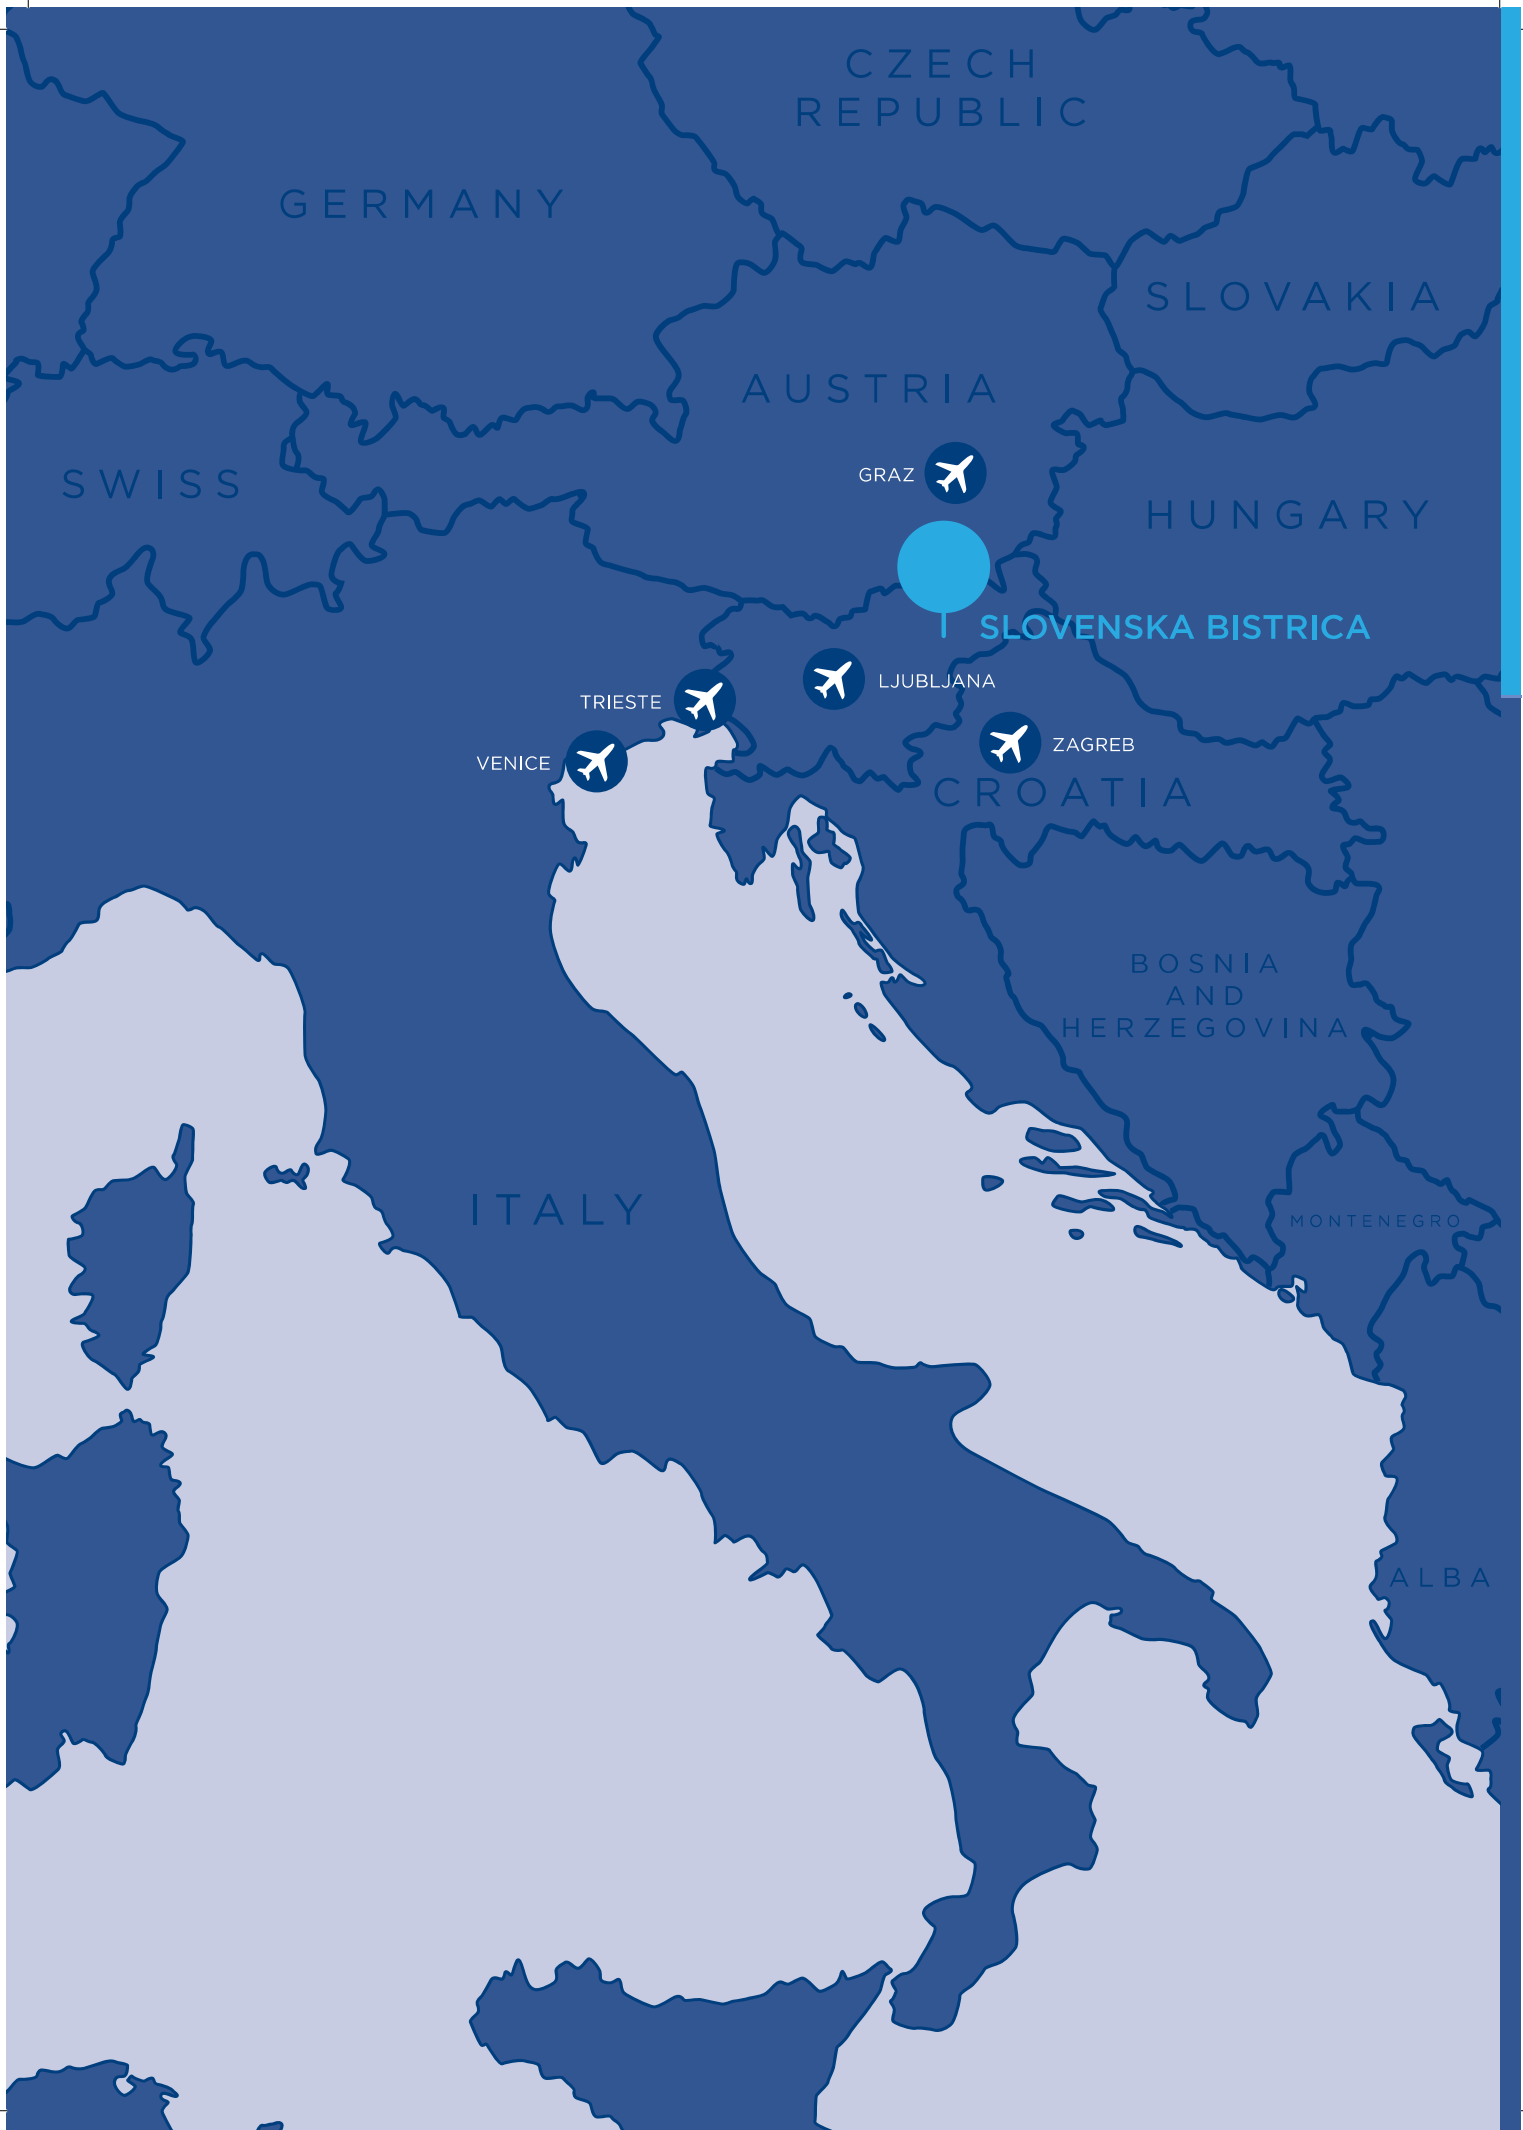 CZECH
REPUBLIC
GERMANY
SLOVAKIA
AUSTRIA
GRAZ
SWISS
HUNGARY
SLOVENSKA BISTRICA
LJUBLJANA
TRIESTE
ZAGREB
VENICE
CROATIA
BOSNIA
AND
HERZEGOVINA
ITALY
MONTENEGRO
ALBA